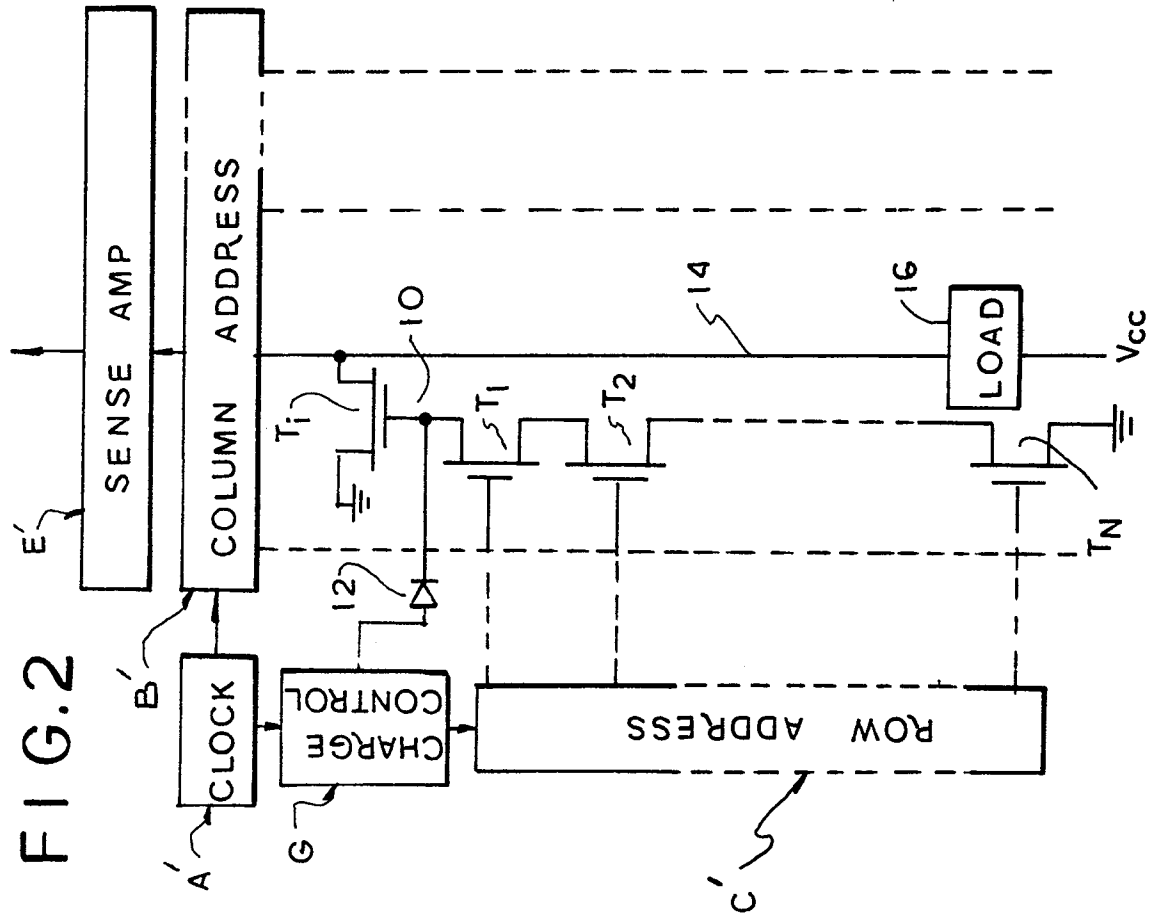 FIG.2
E'
SENSE AMP
B'
COLUMN ADDRESS
A'
CLOCK
G
CHARGE
CONTROL
C'
ROW ADDRESS
12
10
Ti
T1
T2
TN
14
16
LOAD
Vcc